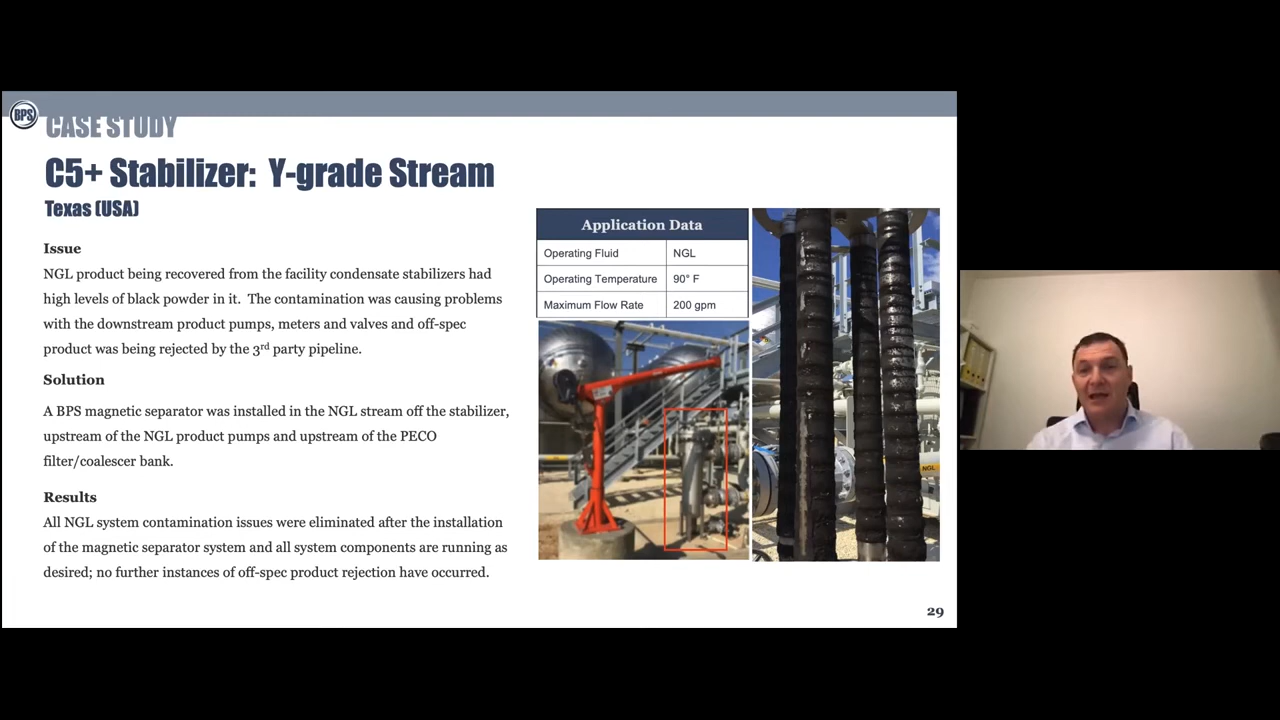 BPS
CASE STUDY
C5+ Stabilizer: Y-grade Stream
Texas (USA)
Issue
NGL product being recovered from the facility condensate stabilizers had
high levels of black powder in it. The contamination was causing problems
with the downstream product pumps, meters and valves and off-spec
product was being rejected by the 3rd party pipeline.
Solution
A BPS magnetic separator was installed in the NGL stream off the stabilizer,
upstream of the NGL product pumps and upstream of the PECO
filter/coalescer bank.
Results
All NGL system contamination issues were eliminated after the installation
of the magnetic separator system and all system components are running as
desired; no further instances of off-spec product rejection have occurred.
Application Data
Operating Fluid NGL
Operating Temperature 90° F
Maximum Flow Rate 200 gpm
NGL
29